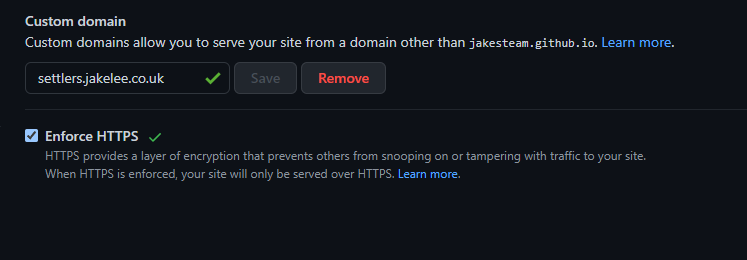 Custom domain
Custom domains allow you to serve your site from a domain other than jakesteam.github.io. Learn more.
settlers.jakelee.co.uk Save Remove
Enforce HTTPS
HTTPS provides a layer of encryption that prevents others from snooping on or tampering with traffic to your site.
When HTTPS is enforced, your site will only be served over HTTPS. Learn more.